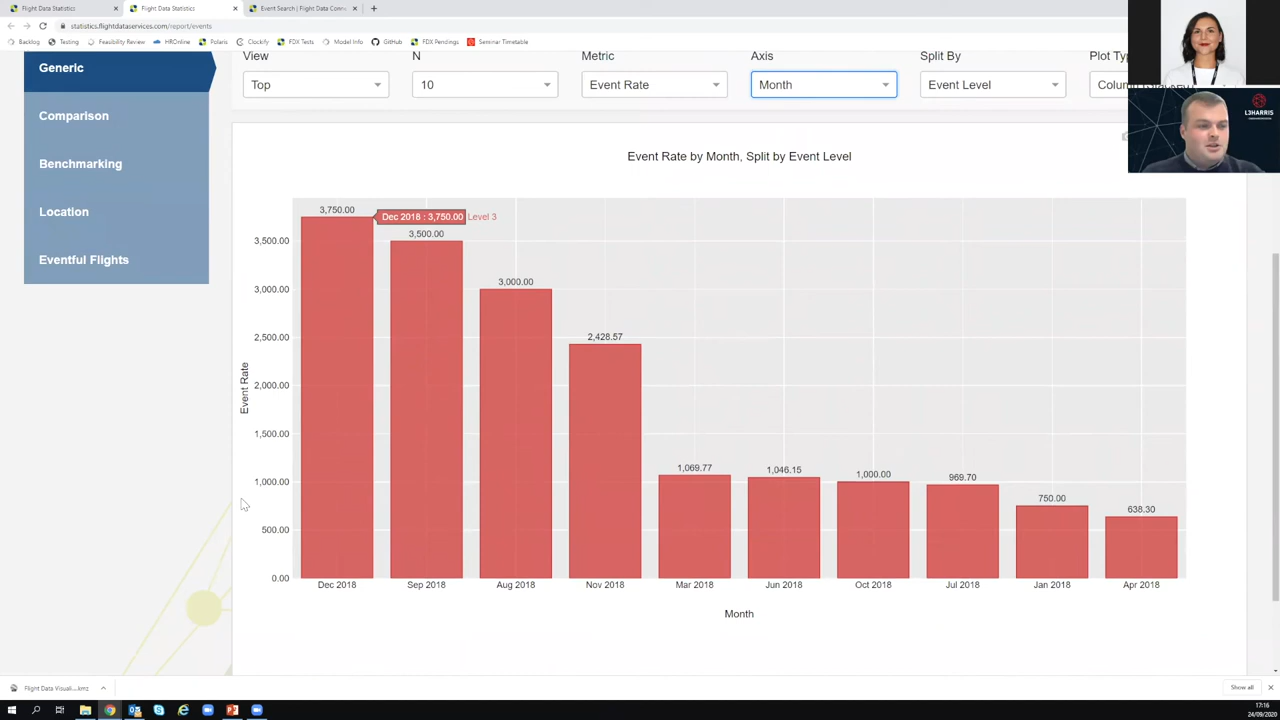 Flight Data Statistics
Flight Data Statistics
Event Search | Flight Data Conn
statistics.flightdataservices.com/report/events
Backlog
Testing
Feasibility Review
HROnline
Polaris
Clockify
FDX Tests
Model Info
GitHub
FDX Pendings
Seminar Timetable
Generic
Comparison
Benchmarking
Location
Eventful Flights
View
N
Metric
Axis
Split By
Plot Typ
Top
10
Event Rate
Month
Event Level
L3HARRIS
Event Rate by Month, Split by Event Level
3,750.00
Dec 2018 : 3,750.00 Level 3
3,500.00
3,000.00
2,428.57
1,069.77
1,046.15
1,000.00
969.70
750.00
638.30
3,500.00
3,000.00
2,500.00
2,000.00
1,500.00
1,000.00
500.00
0.00
Event Rate
Dec 2018
Sep 2018
Aug 2018
Nov 2018
Mar 2018
Jun 2018
Oct 2018
Jul 2018
Jan 2018
Apr 2018
Month
Flight Data Visuali....kmz
Show all
17:16
24/09/2020